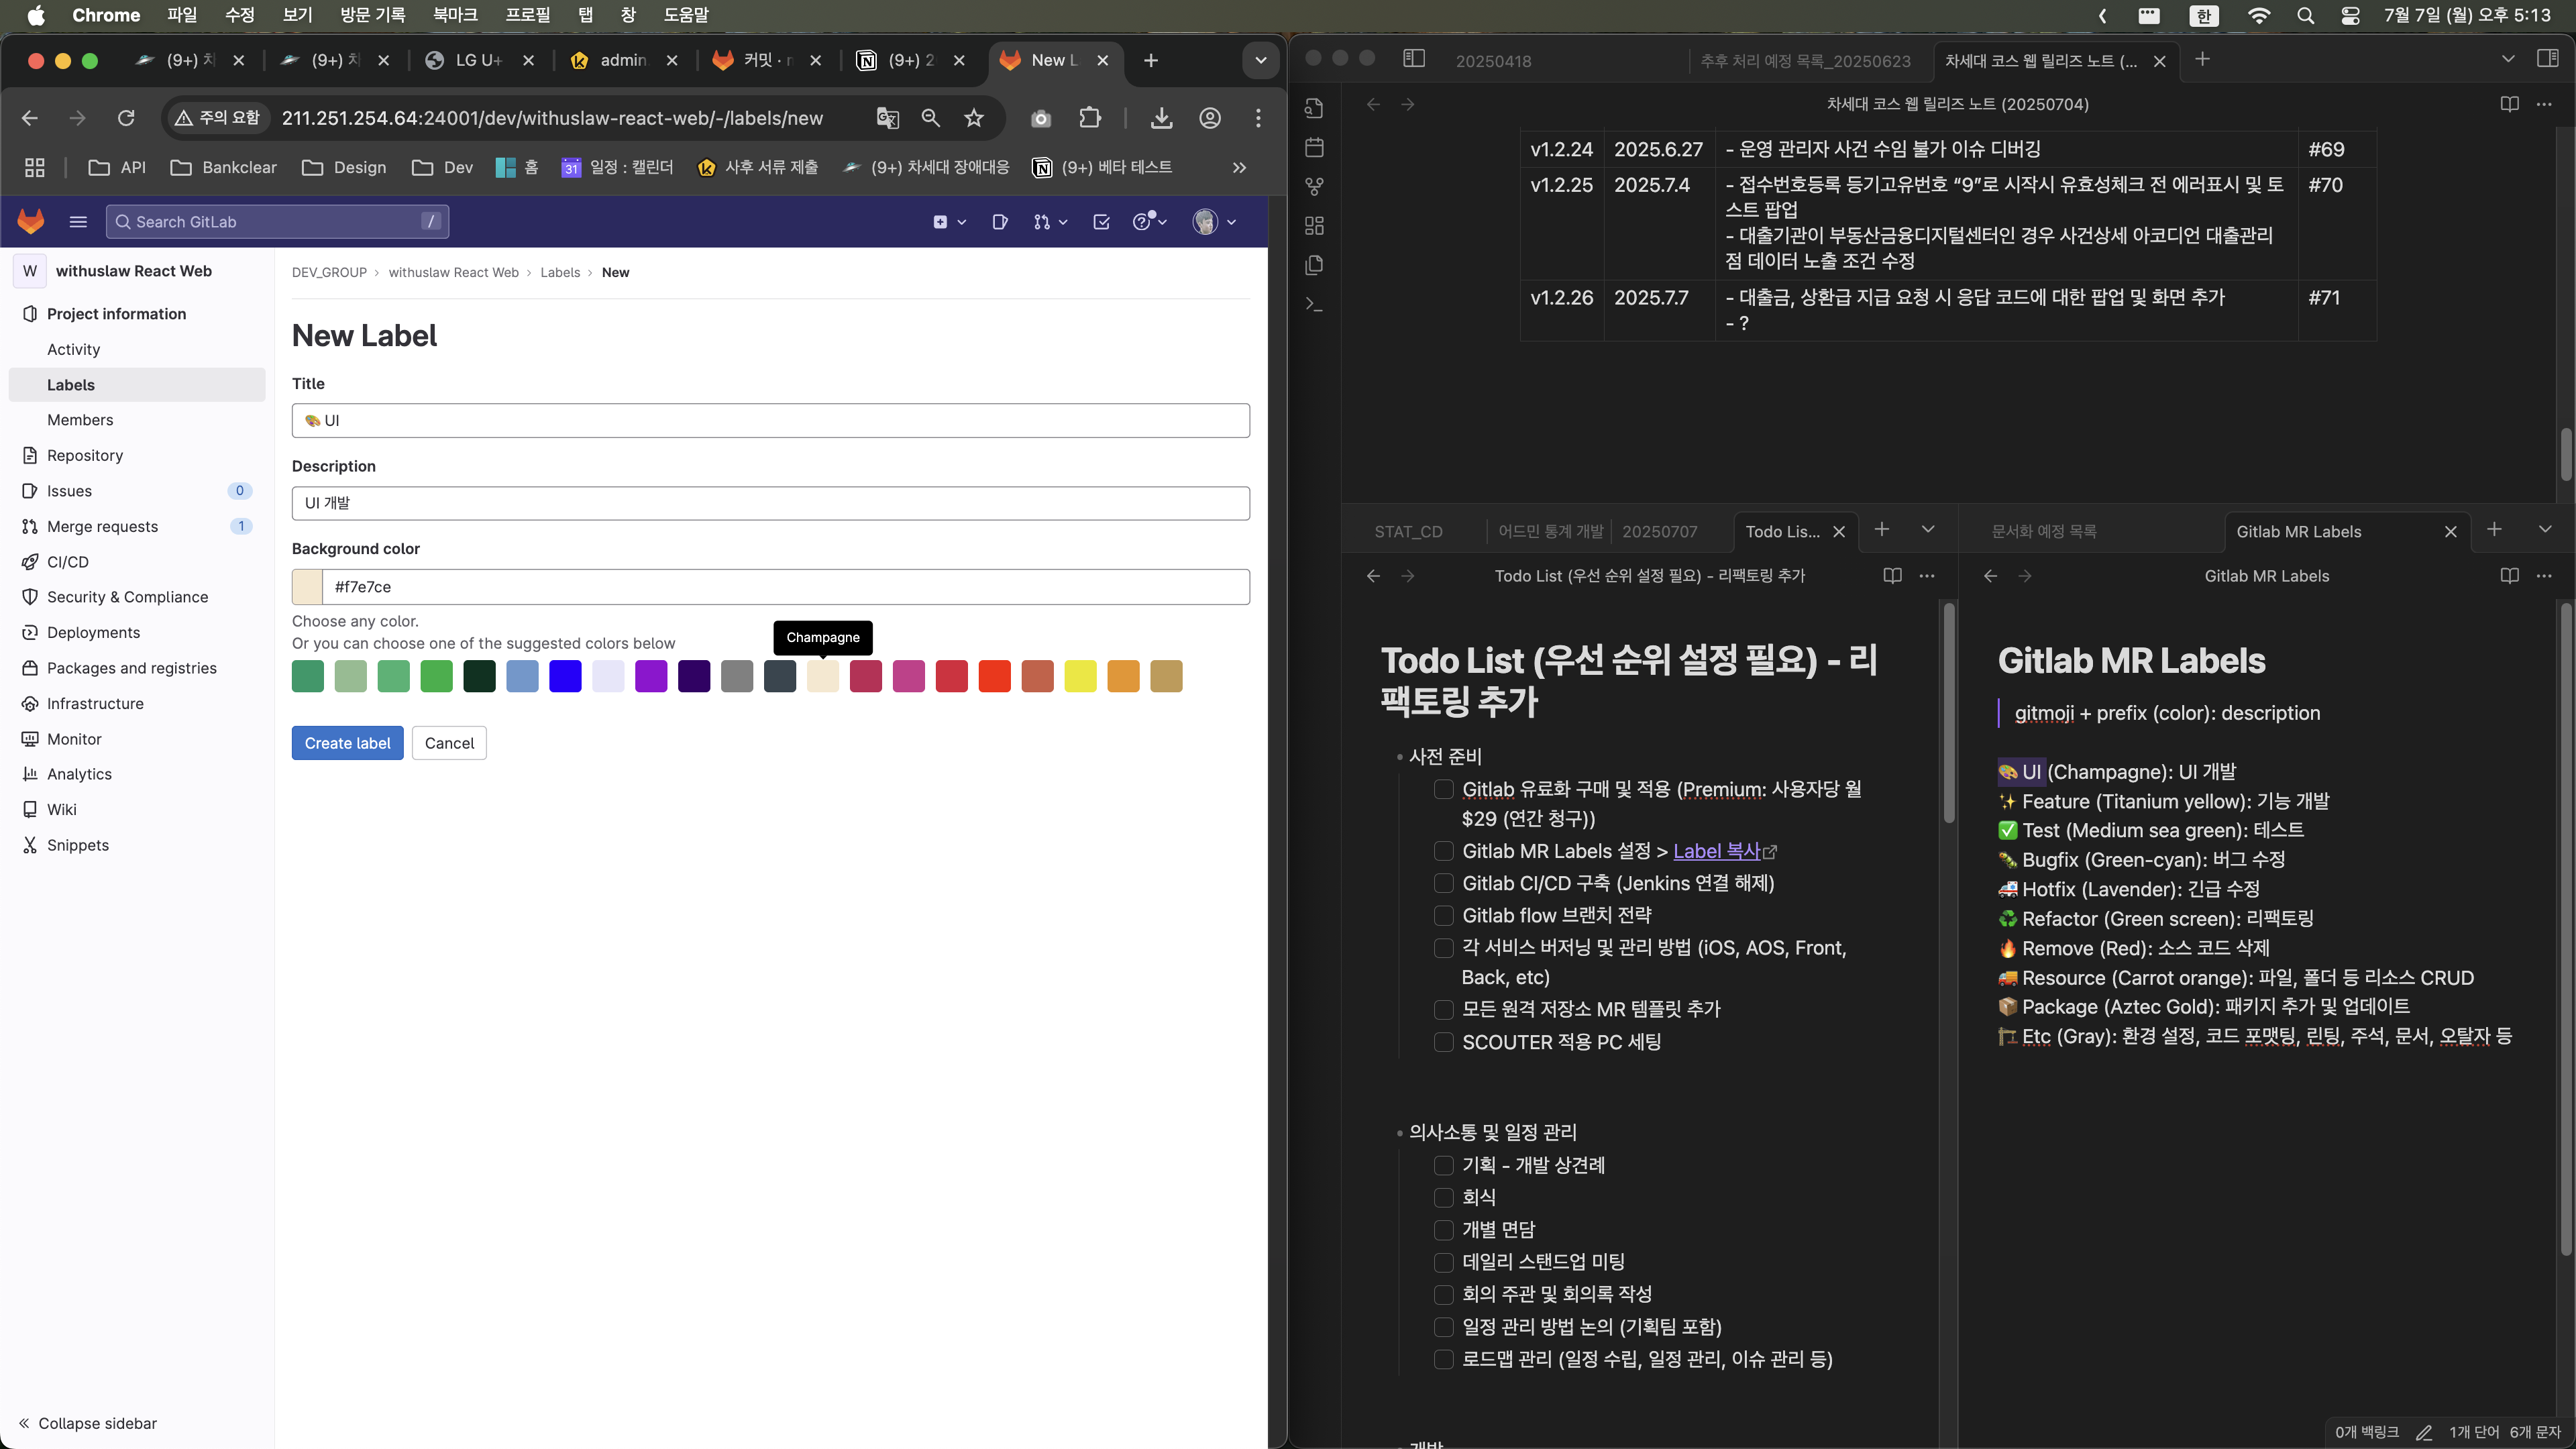 Chrome 파일 수정 보기 방문 기록 북마크 프로필 탭 창 도움말
한 7월 7일 (월) 오후 5:13
(9+) 차
(9+) 차
LG U+
admin
커밋 · m
(9+) 2
New L
주의 요함 211.251.254.64:24001/dev/withuslaw-react-web/-/labels/new
API Bankclear Design Dev 홈 31 일정 : 캘린더 사후 서류 제출 (9+) 차세대 장애대응 (9+) 베타 테스트
Search GitLab /
W withuslaw React Web
Project information
Activity
Labels
Members
Repository
Issues 0
Merge requests 1
CI/CD
Security & Compliance
Deployments
Packages and registries
Infrastructure
Monitor
Analytics
Wiki
Snippets
Collapse sidebar
DEV_GROUP › withuslaw React Web › Labels › New
New Label
Title
🎨 UI
Description
UI 개발
Background color
#f7e7ce
Choose any color.
Or you can choose one of the suggested colors below
Champagne
Create label Cancel
20250418 추후 처리 예정 목록_20250623 차세대 코스 웹 릴리즈 노트 (...
차세대 코스 웹 릴리즈 노트 (20250704)
v1.2.24 2025.6.27 - 운영 관리자 사건 수임 불가 이슈 디버깅 #69
v1.2.25 2025.7.4 - 접수번호등록 등기고유번호 “9”로 시작시 유효성체크 전 에러표시 및 토 #70
스트 팝업
- 대출기관이 부동산금융디지털센터인 경우 사건상세 아코디언 대출관리
점 데이터 노출 조건 수정
v1.2.26 2025.7.7 - 대출금, 상환급 지급 요청 시 응답 코드에 대한 팝업 및 화면 추가 #71
- ?
STAT_CD 어드민 통계 개발 20250707 Todo Lis...
Todo List (우선 순위 설정 필요) - 리팩토링 추가
Todo List (우선 순위 설정 필요) - 리
팩토링 추가
사전 준비
Gitlab 유료화 구매 및 적용 (Premium: 사용자당 월
$29 (연간 청구))
Gitlab MR Labels 설정 > Label 복사
Gitlab CI/CD 구축 (Jenkins 연결 해제)
Gitlab flow 브랜치 전략
각 서비스 버저닝 및 관리 방법 (iOS, AOS, Front,
Back, etc)
모든 원격 저장소 MR 템플릿 추가
SCOUTER 적용 PC 세팅
의사소통 및 일정 관리
기획 - 개발 상견례
회식
개별 면담
데일리 스탠드업 미팅
회의 주관 및 회의록 작성
일정 관리 방법 논의 (기획팀 포함)
로드맵 관리 (일정 수립, 일정 관리, 이슈 관리 등)
문서화 예정 목록 Gitlab MR Labels
Gitlab MR Labels
Gitlab MR Labels
gitmoji + prefix (color): description
🎨 UI (Champagne): UI 개발
✨ Feature (Titanium yellow): 기능 개발
✅ Test (Medium sea green): 테스트
🐛 Bugfix (Green-cyan): 버그 수정
🚑 Hotfix (Lavender): 긴급 수정
♻️ Refactor (Green screen): 리팩토링
🔥 Remove (Red): 소스 코드 삭제
🚚 Resource (Carrot orange): 파일, 폴더 등 리소스 CRUD
📦 Package (Aztec Gold): 패키지 추가 및 업데이트
🏗️ Etc (Gray): 환경 설정, 코드 포맷팅, 린팅, 주석, 문서, 오탈자 등
0개 백링크 1개 단어 6개 문자